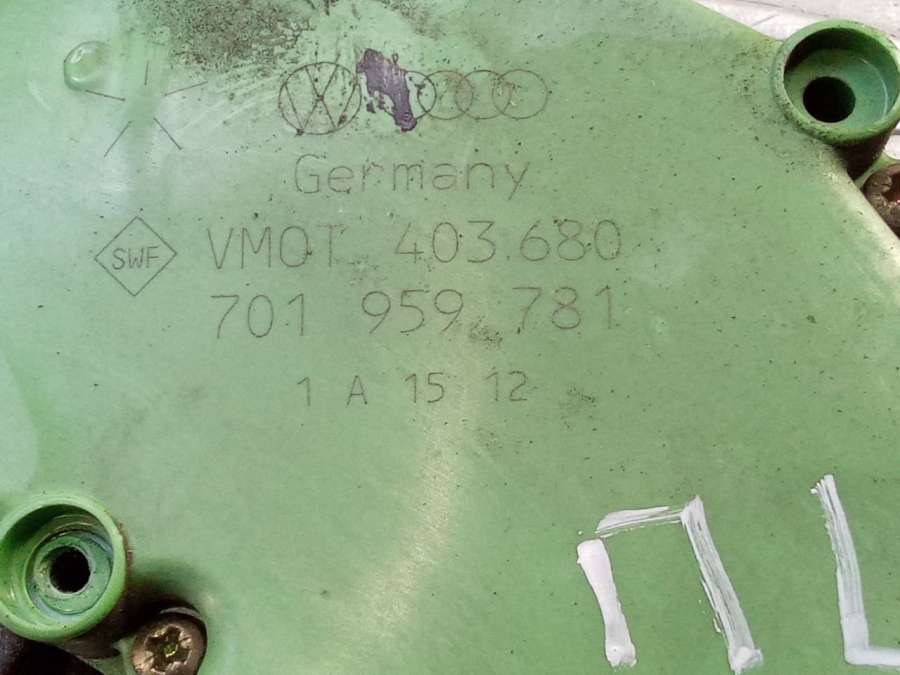 Germany
SWF VMOT 403.680
701 959 781
1 A 15 12